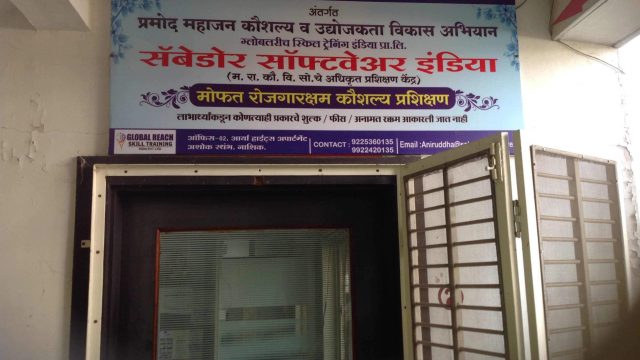 अंतर्गत
प्रमोद महाजन कौशल्य व उद्योजकता विकास अभियान
ग्लोबलरीच स्किल ट्रेनिंग इंडिया प्रा.लि.
सॅबेडोर सॉफ्टवेअर इंडिया
(म. रा. कौ. वि. सो.चे अधिकृत प्रशिक्षण केंद्र)
मोफत रोजगारक्षम कौशल्य प्रशिक्षण
लाभार्थ्यांकडून कोणत्याही प्रकारचे शुल्क / फीस / अनामत रक्कम आकारली जात नाही
GLOBAL REACH
SKILL TRAINING
ऑफिस-०२, आर्या हाईट्स अपार्टमेंट
अशोक स्तंभ, नाशिक.
CONTACT : 9225360135
9922420135
Email :Aniruddha@